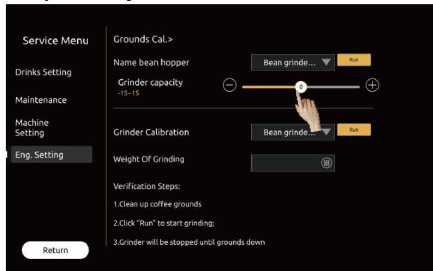 Service Menu
Drinks Setting
Maintenance
Machine
Setting
Eng. Setting
Return
Grounds Cal.>
Name bean hopper
Bean grinde...
Run
Grinder capacity
-15~15
0
Grinder Calibration
Bean grinde...
Run
Weight Of Grinding
Verification Steps:
1.Clean up coffee grounds
2.Click "Run" to start grinding;
3.Grinder will be stopped until grounds down